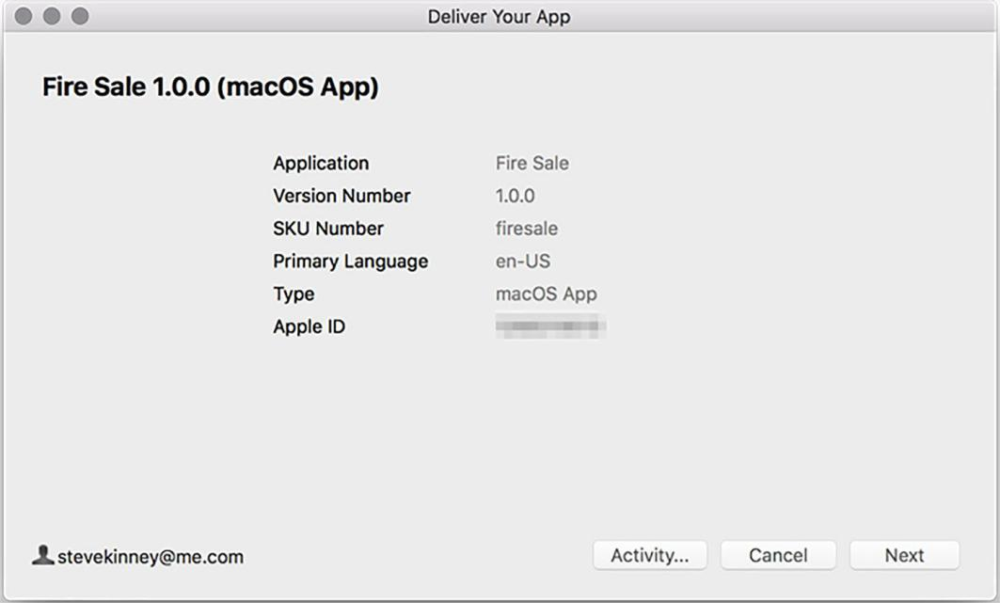 Deliver Your App
Fire Sale 1.0.0 (macOS App)
Application Fire Sale
Version Number 1.0.0
SKU Number firesale
Primary Language en-US
Type macOS App
Apple ID
stevekinney@me.com Activity... Cancel Next